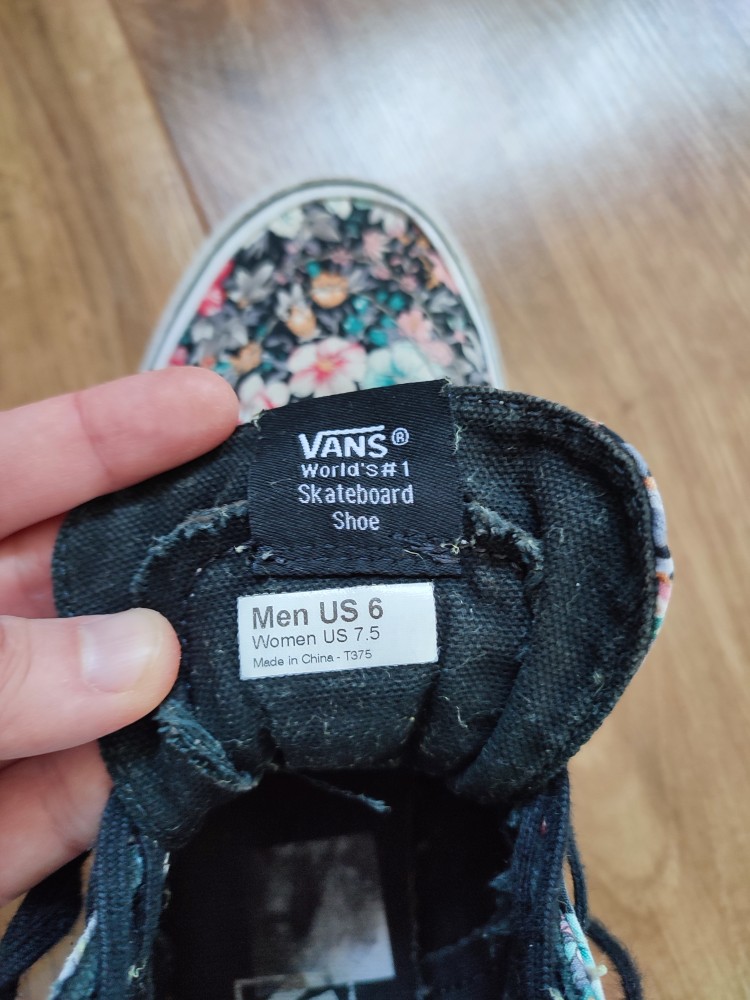 VANS®
World's #1
Skateboard
Shoe
Men US 6
Women US 7.5
Made in China - T375